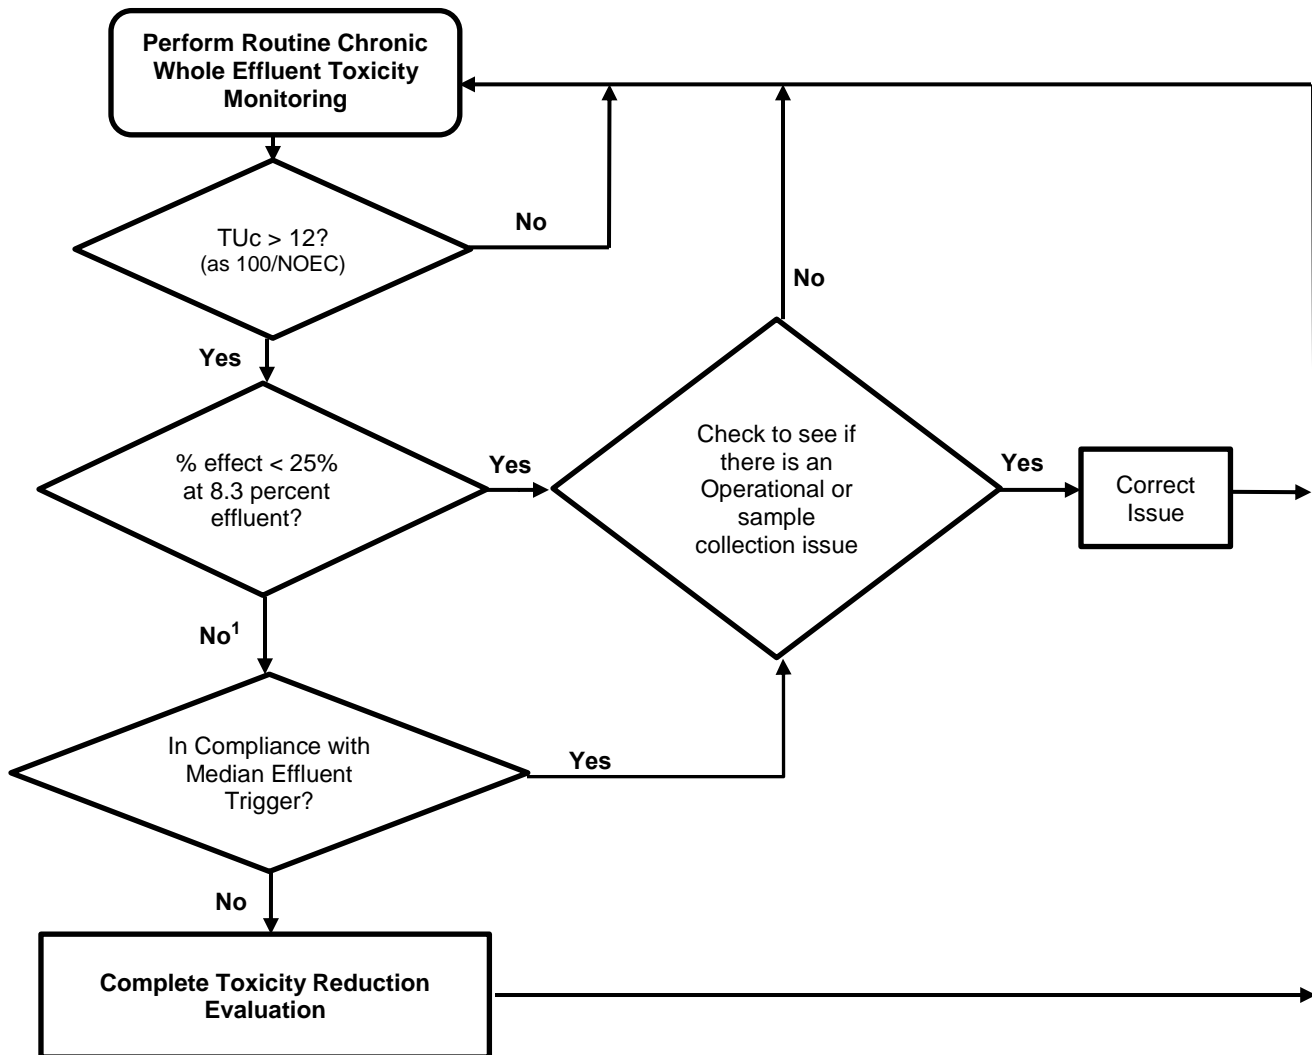 Perform Routine Chronic
Whole Effluent Toxicity
Monitoring
TUc > 12?
(as 100/NOEC)
No
Yes
No
% effect < 25%
at 8.3 percent
effluent?
Yes
Check to see if
there is an
Operational or
sample
collection issue
Yes
Correct
Issue
No¹
In Compliance with
Median Effluent
Trigger?
Yes
No
Complete Toxicity Reduction
Evaluation